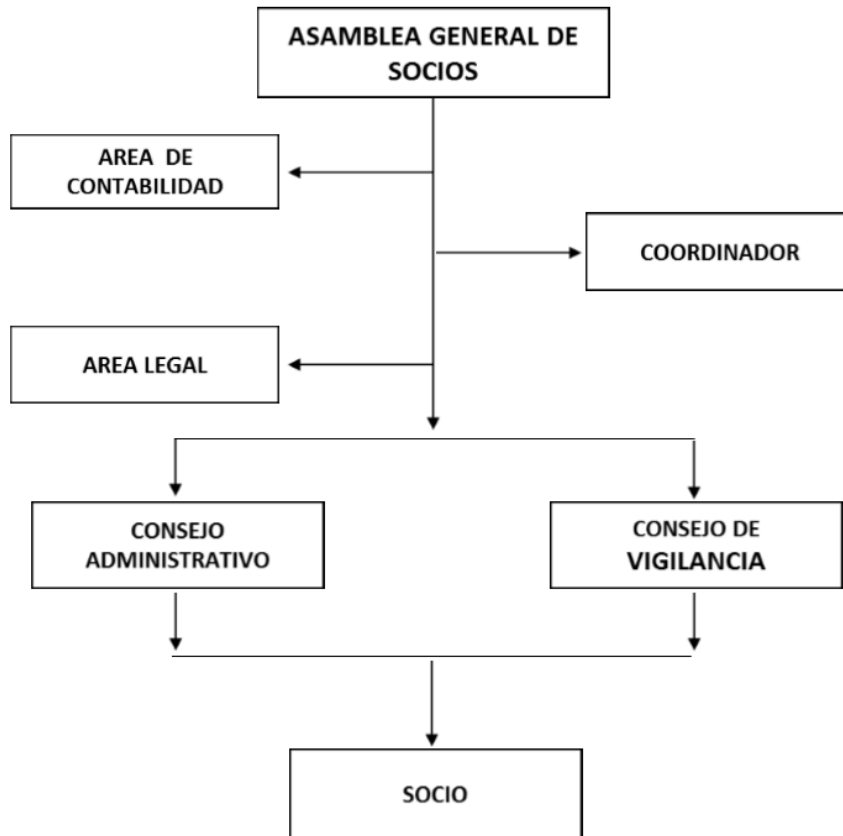 ASAMBLEA GENERAL DE
SOCIOS
AREA DE
CONTABILIDAD
COORDINADOR
AREA LEGAL
CONSEJO
ADMINISTRATIVO
CONSEJO DE
VIGILANCIA
SOCIO